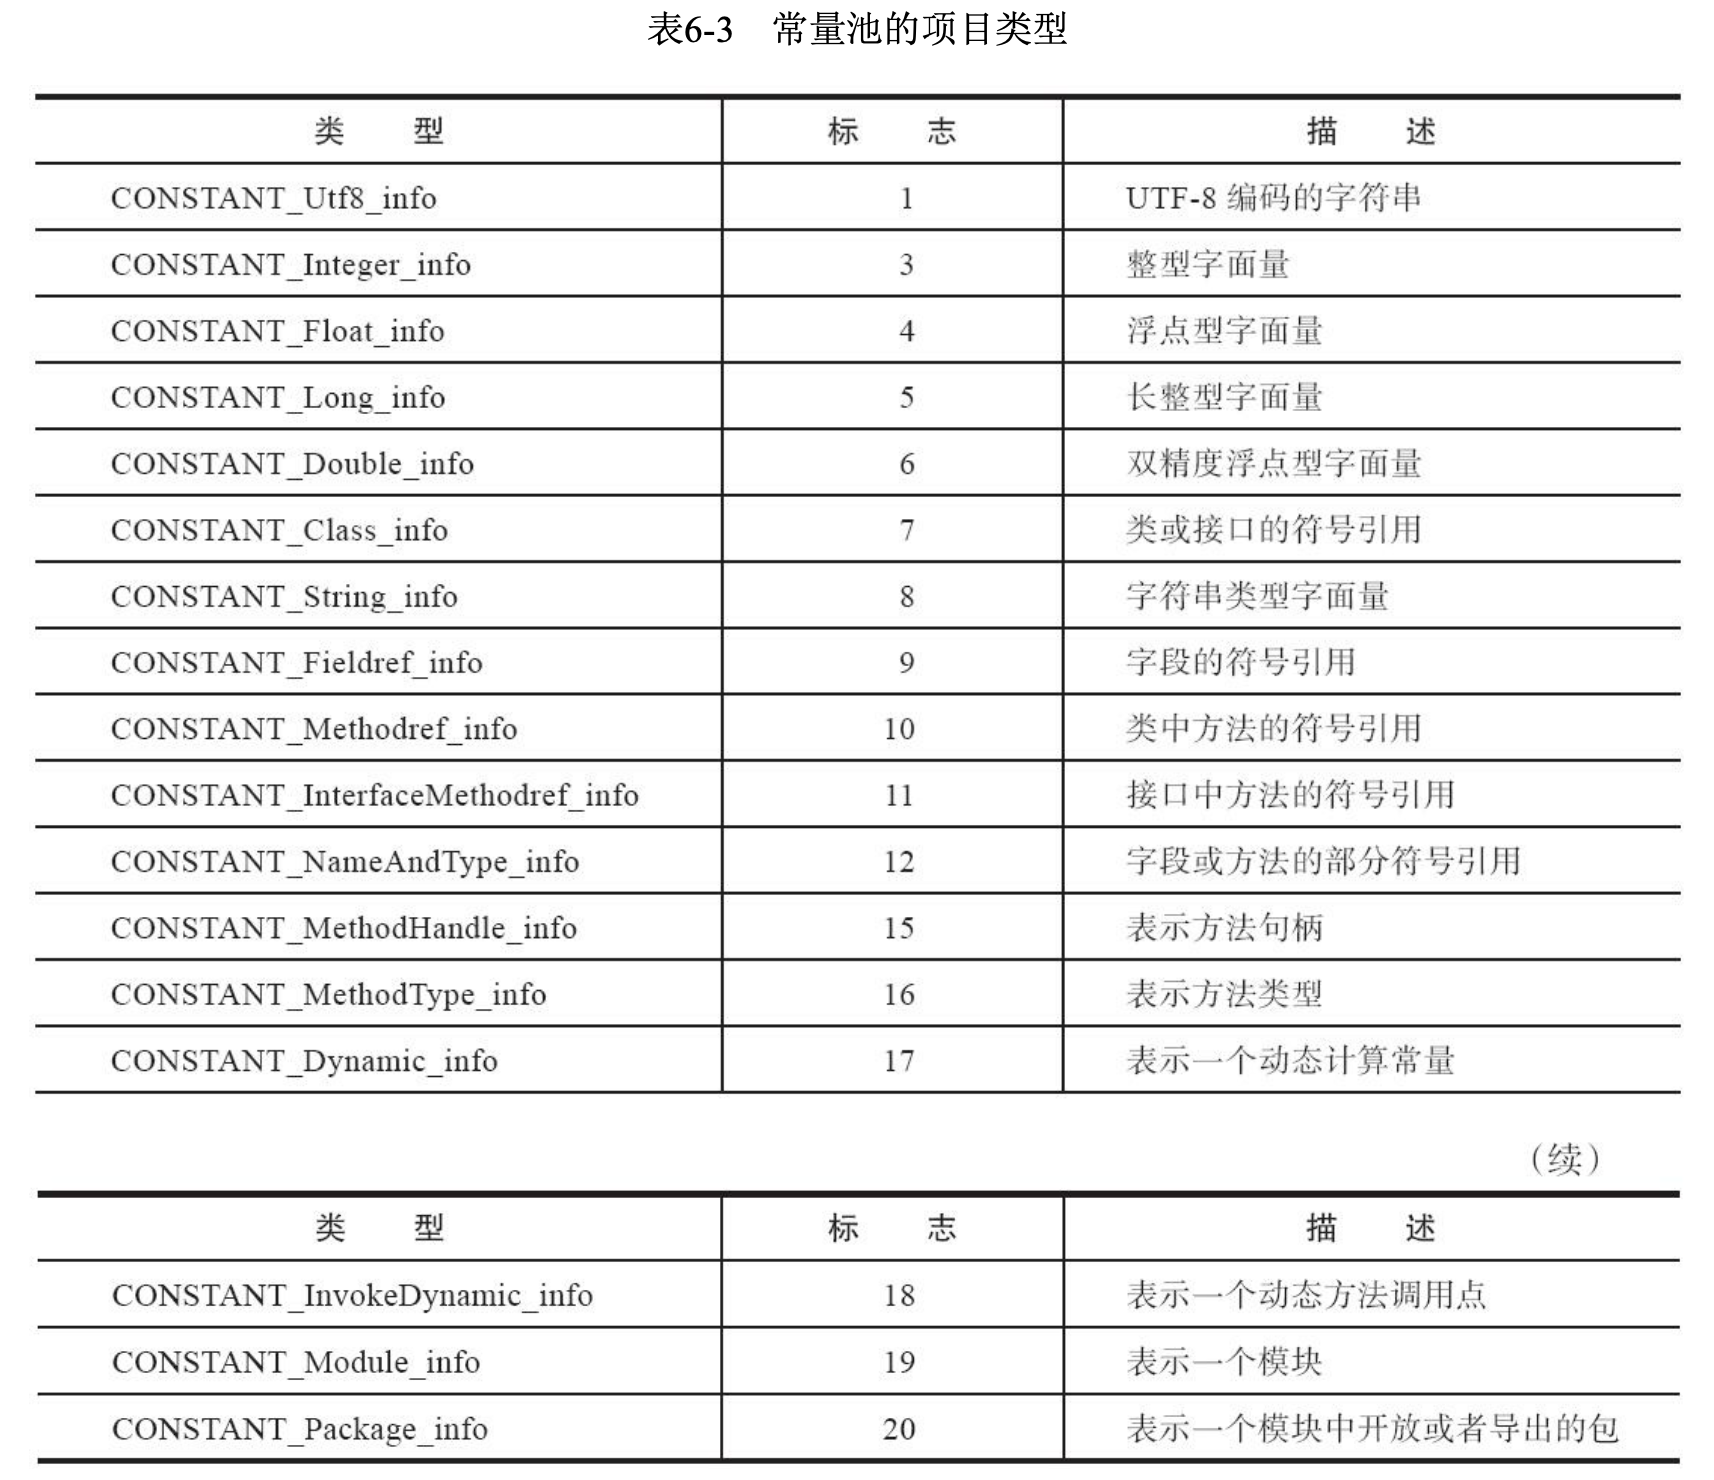 表6-3 常量池的项目类型
类 型 标 志 描 述
CONSTANT_Utf8_info 1 UTF-8 编码的字符串
CONSTANT_Integer_info 3 整型字面量
CONSTANT_Float_info 4 浮点型字面量
CONSTANT_Long_info 5 长整型字面量
CONSTANT_Double_info 6 双精度浮点型字面量
CONSTANT_Class_info 7 类或接口的符号引用
CONSTANT_String_info 8 字符串类型字面量
CONSTANT_Fieldref_info 9 字段的符号引用
CONSTANT_Methodref_info 10 类中方法的符号引用
CONSTANT_InterfaceMethodref_info 11 接口中方法的符号引用
CONSTANT_NameAndType_info 12 字段或方法的部分符号引用
CONSTANT_MethodHandle_info 15 表示方法句柄
CONSTANT_MethodType_info 16 表示方法类型
CONSTANT_Dynamic_info 17 表示一个动态计算常量
（续）
类 型 标 志 描 述
CONSTANT_InvokeDynamic_info 18 表示一个动态方法调用点
CONSTANT_Module_info 19 表示一个模块
CONSTANT_Package_info 20 表示一个模块中开放或者导出的包